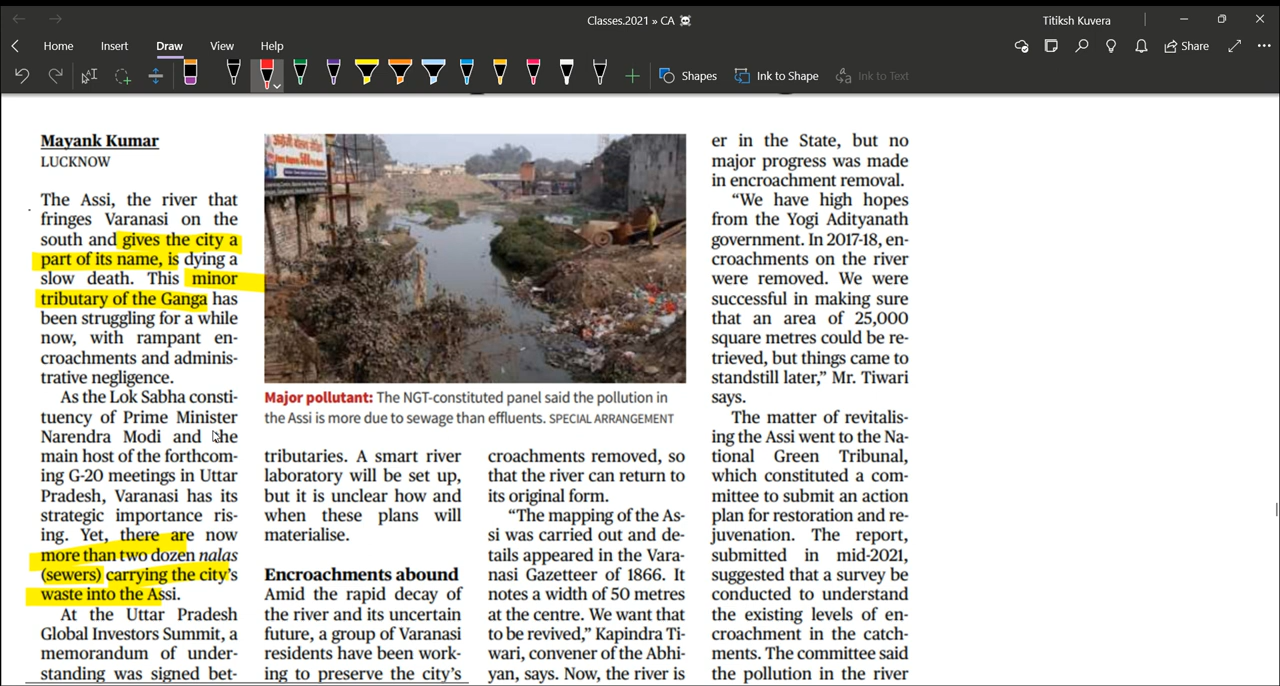 Classes.2021 » CA
Titiksh Kuvera
Home
Insert
Draw
View
Help
Share
Shapes
Ink to Shape
Ink to Text
Mayank Kumar
LUCKNOW
The Assi, the river that
fringes Varanasi on the
south and gives the city a
part of its name, is dying a
slow death. This minor
tributary of the Ganga has
been struggling for a while
now, with rampant en-
croachments and adminis-
trative negligence.
As the Lok Sabha consti-
tuency of Prime Minister
Narendra Modi and the
main host of the forthcom-
ing G-20 meetings in Uttar
Pradesh, Varanasi has its
strategic importance ris-
ing. Yet, there are now
more than two dozen nalas
(sewers) carrying the city's
waste into the Assi.
At the Uttar Pradesh
Global Investors Summit, a
memorandum of under-
standing was signed bet-
Major pollutant: The NGT-constituted panel said the pollution in
the Assi is more due to sewage than effluents. SPECIAL ARRANGEMENT
tributaries. A smart river
laboratory will be set up,
but it is unclear how and
when these plans will
materialise.
Encroachments abound
Amid the rapid decay of
the river and its uncertain
future, a group of Varanasi
residents have been work-
ing to preserve the city's
croachments removed, so
that the river can return to
its original form.
"The mapping of the As-
si was carried out and de-
tails appeared in the Vara-
nasi Gazetteer of 1866. It
notes a width of 50 metres
at the centre. We want that
to be revived," Kapindra Ti-
wari, convener of the Abhi-
yan, says. Now, the river is
er in the State, but no
major progress was made
in encroachment removal.
"We have high hopes
from the Yogi Adityanath
government. In 2017-18, en-
croachments on the river
were removed. We were
successful in making sure
that an area of 25,000
square metres could be re-
trieved, but things came to
standstill later," Mr. Tiwari
says.
The matter of revitalis-
ing the Assi went to the Na-
tional Green Tribunal,
which constituted a com-
mittee to submit an action
plan for restoration and re-
juvenation. The report,
submitted in mid-2021,
suggested that a survey be
conducted to understand
the existing levels of en-
croachment in the catch-
ments. The committee said
the pollution in the river